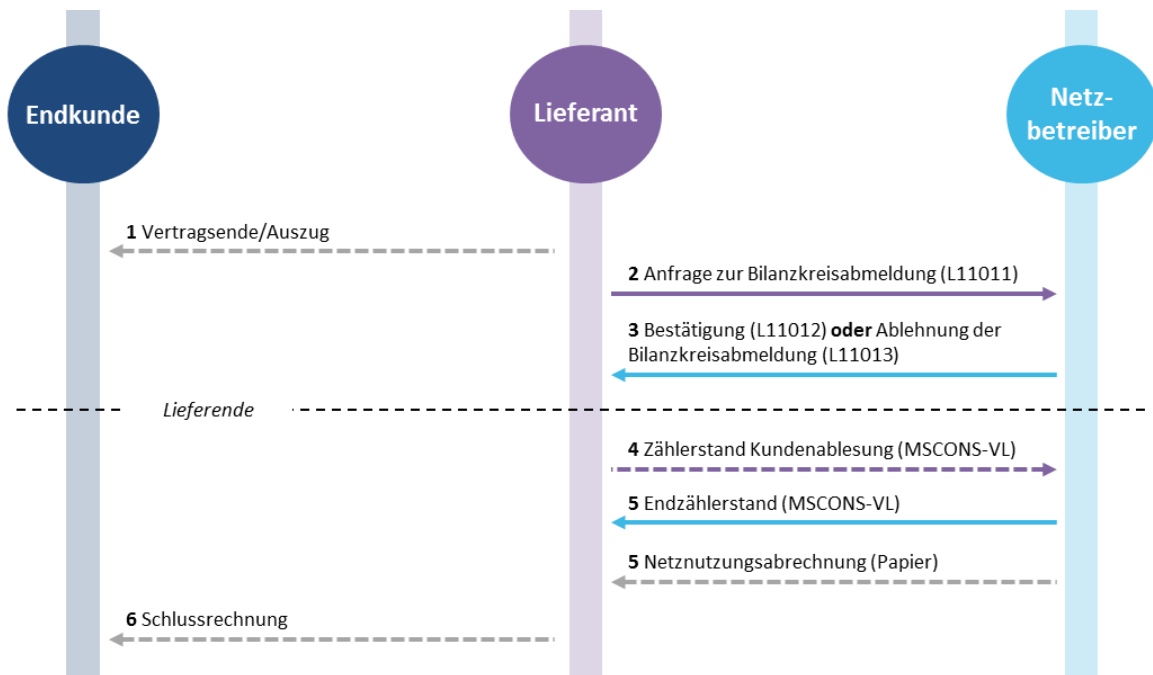 Endkunde
Lieferant
Netz-
betreiber
1 Vertragsende/Auszug
2 Anfrage zur Bilanzkreisabmeldung (L11011)
3 Bestätigung (L11012) oder Ablehnung der
Bilanzkreisabmeldung (L11013)
Lieferende
4 Zählerstand Kundenablesung (MSCONS-VL)
5 Endzählerstand (MSCONS-VL)
5 Netznutzungsabrechnung (Papier)
6 Schlussrechnung